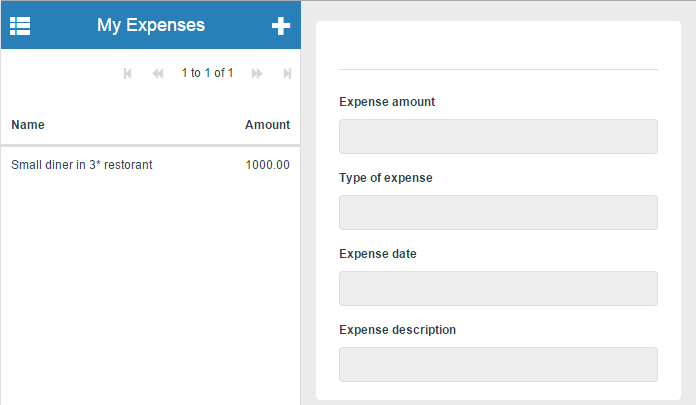 My Expenses
1 to 1 of 1
Name Amount
Small diner in 3* restorant 1000.00
Expense amount
Type of expense
Expense date
Expense description